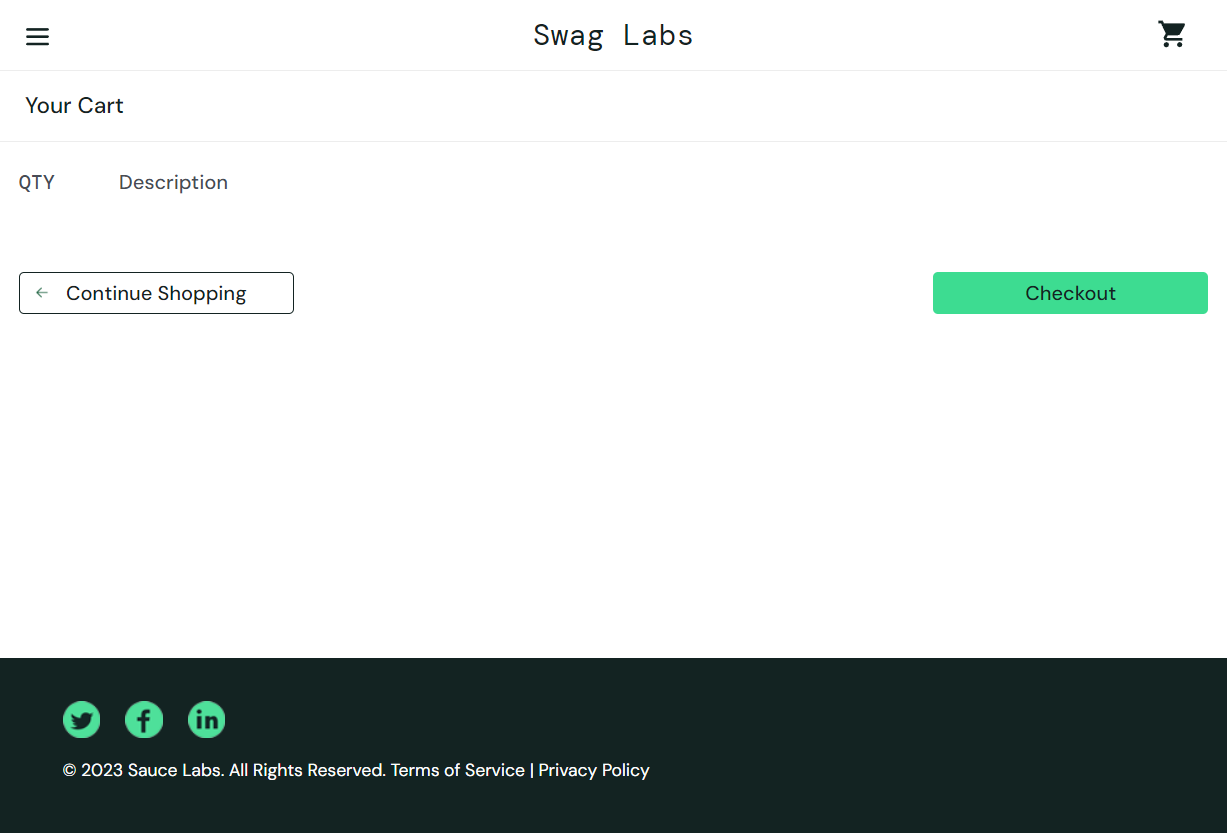 Swag Labs
Your Cart
QTY Description
Continue Shopping Checkout
© 2023 Sauce Labs. All Rights Reserved. Terms of Service | Privacy Policy